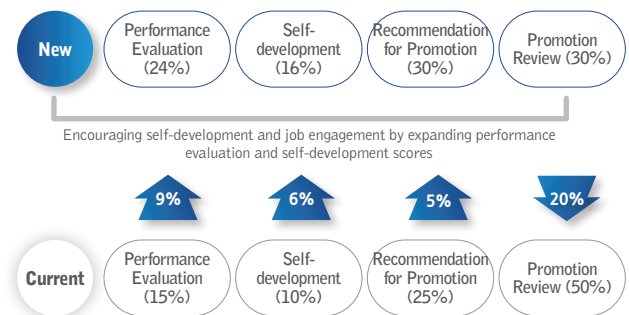 New
Performance
Evaluation
(24%)
Self-
development
(16%)
Recommendation
for Promotion
(30%)
Promotion
Review (30%)
Encouraging self-development and job engagement by expanding performance
evaluation and self-development scores
9%
6%
5%
20%
Current
Performance
Evaluation
(15%)
Self-
development
(10%)
Recommendation
for Promotion
(25%)
Promotion
Review (50%)